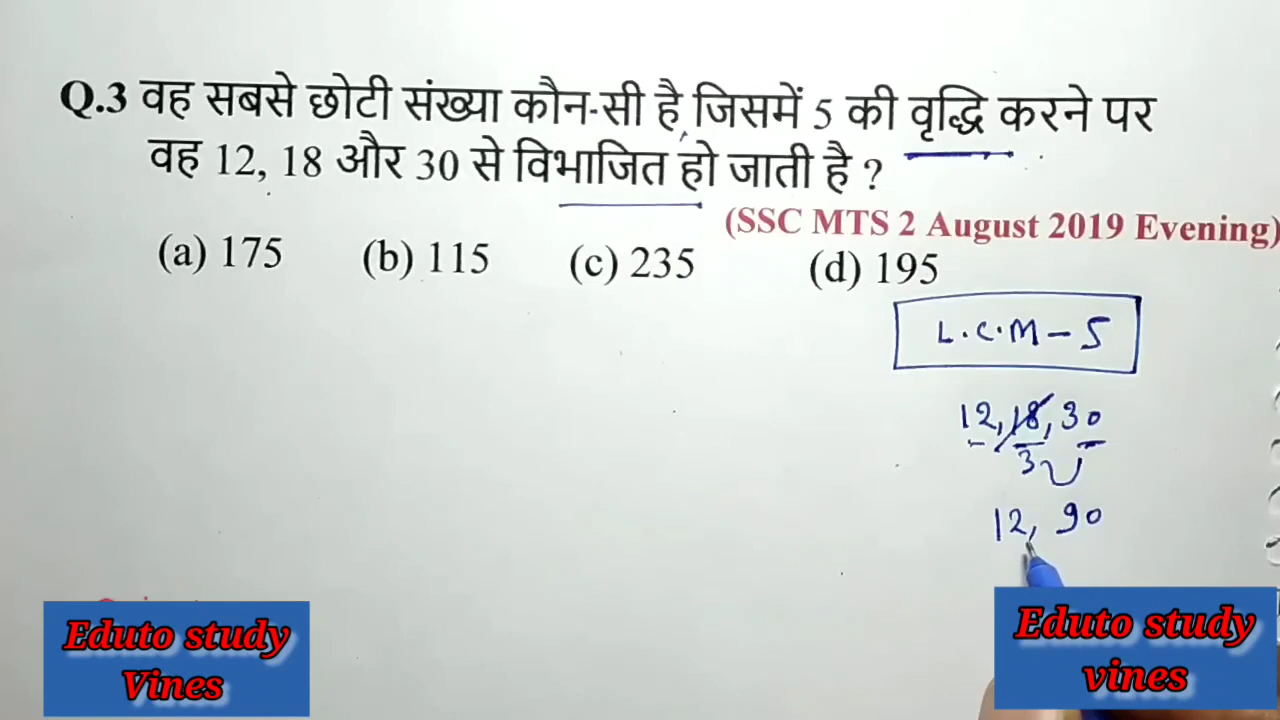 Q.3 वह सबसे छोटी संख्या कौन-सी है, जिसमें 5 की वृद्धि करने पर
वह 12, 18 और 30 से विभाजित हो जाती है ?
(SSC MTS 2 August 2019 Evening)
(a) 175 (b) 115 (c) 235 (d) 195
L.C.M – 5
12, 18, 30
3
12, 90
Eduto study
Vines
Eduto study
vines